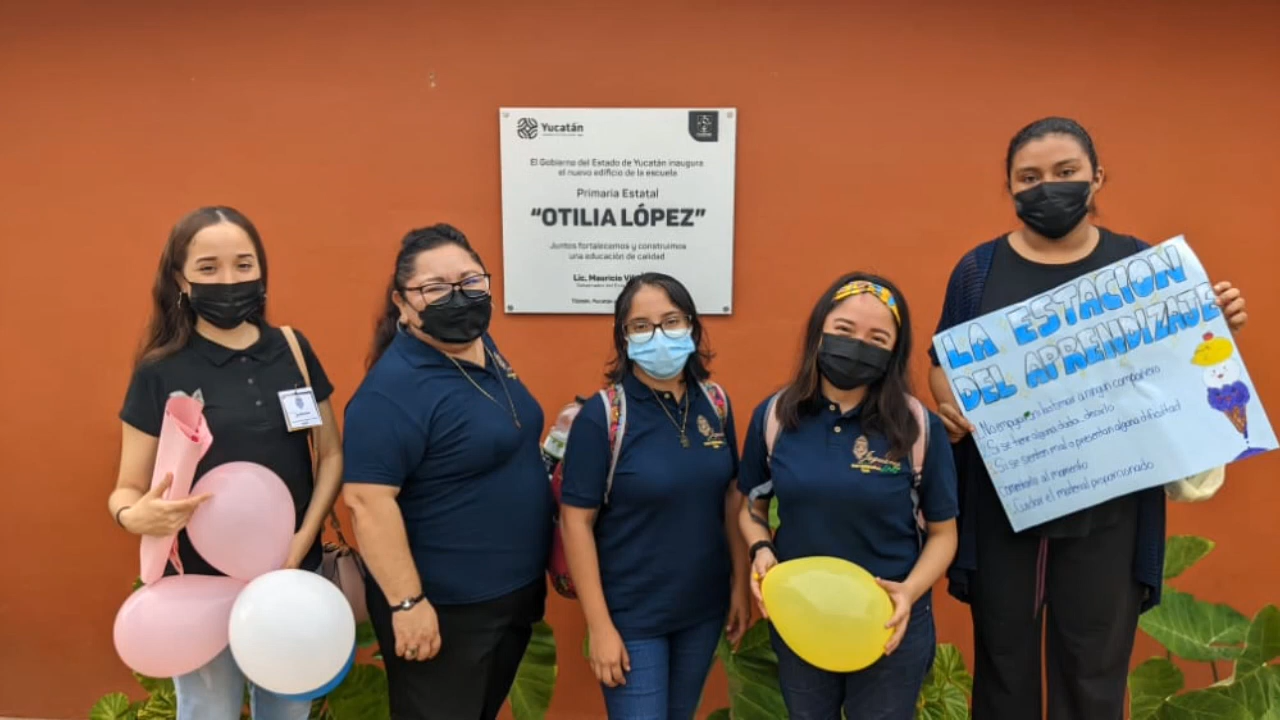 Yucatán
El Gobierno del Estado de Yucatán inaugura
el nuevo edificio de la escuela
Primaria Estatal
"OTILIA LÓPEZ"
Juntos fortalecemos y construimos
una educación de calidad
Lic. Mauricio
LA ESTACION
DEL APRENDIZAJE
No empujar ni lastimar a ningún compañero
Si se tiene alguna duda, decirlo
Si se sienten mal o presentan alguna dificultad
comentarlo al momento
Cuidar el material proporcionado